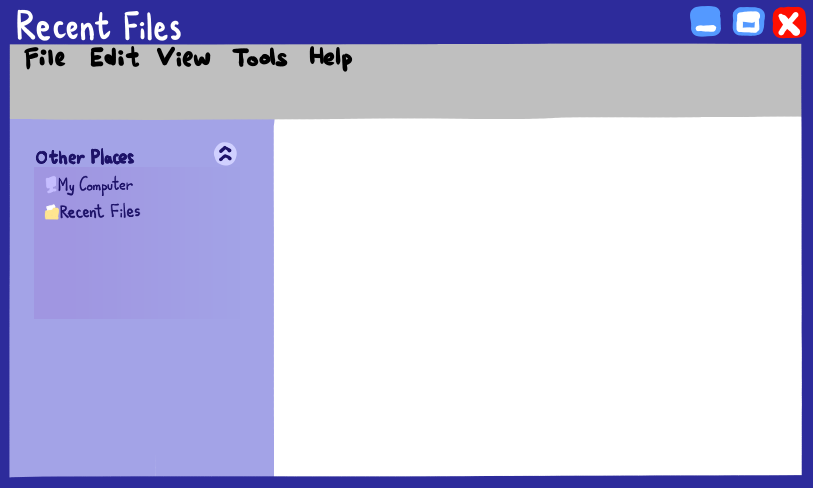 Recent Files
File Edit View Tools Help
Other Places
My Computer
Recent Files